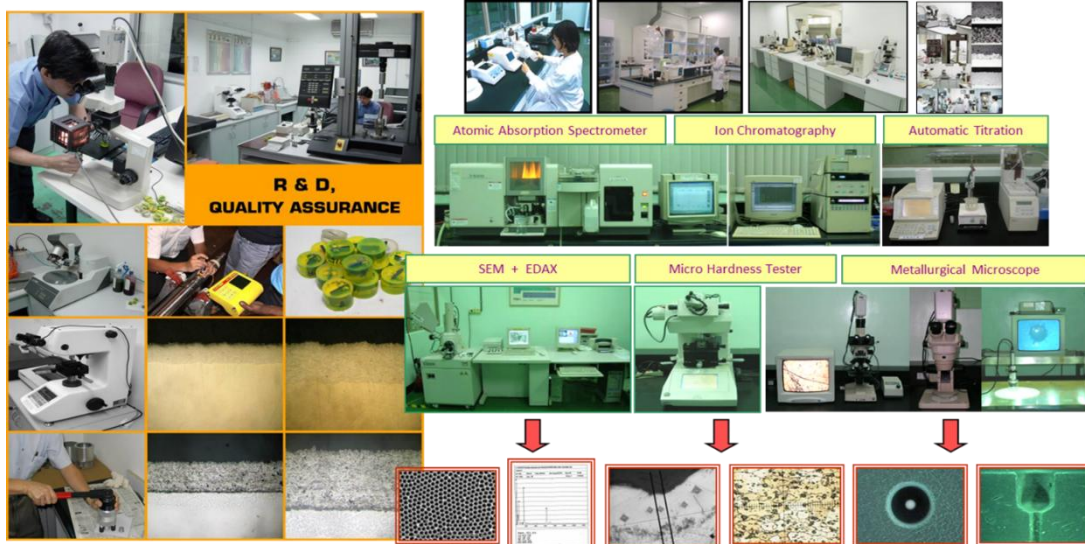 R & D,
QUALITY ASSURANCE
Atomic Absorption Spectrometer
Ion Chromatography
Automatic Titration
SEM + EDAX
Micro Hardness Tester
Metallurgical Microscope